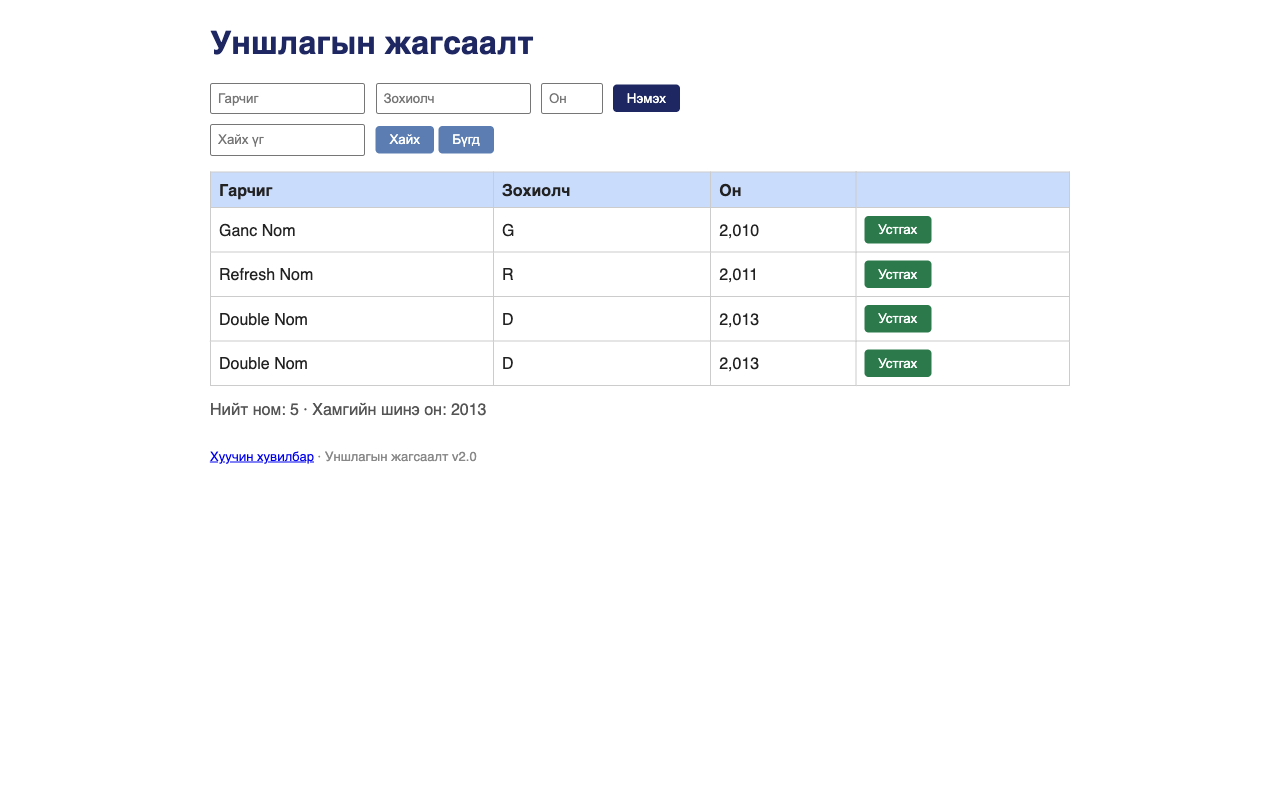 Уншлагын жагсаалт
Гарчиг Зохиолч Он Нэмэх
Хайх үг Хайх Бүгд
Гарчиг Зохиолч Он
Ganc Nom G 2,010 Устгах
Refresh Nom R 2,011 Устгах
Double Nom D 2,013 Устгах
Double Nom D 2,013 Устгах
Нийт ном: 5 · Хамгийн шинэ он: 2013
Хуучин хувилбар · Уншлагын жагсаалт v2.0